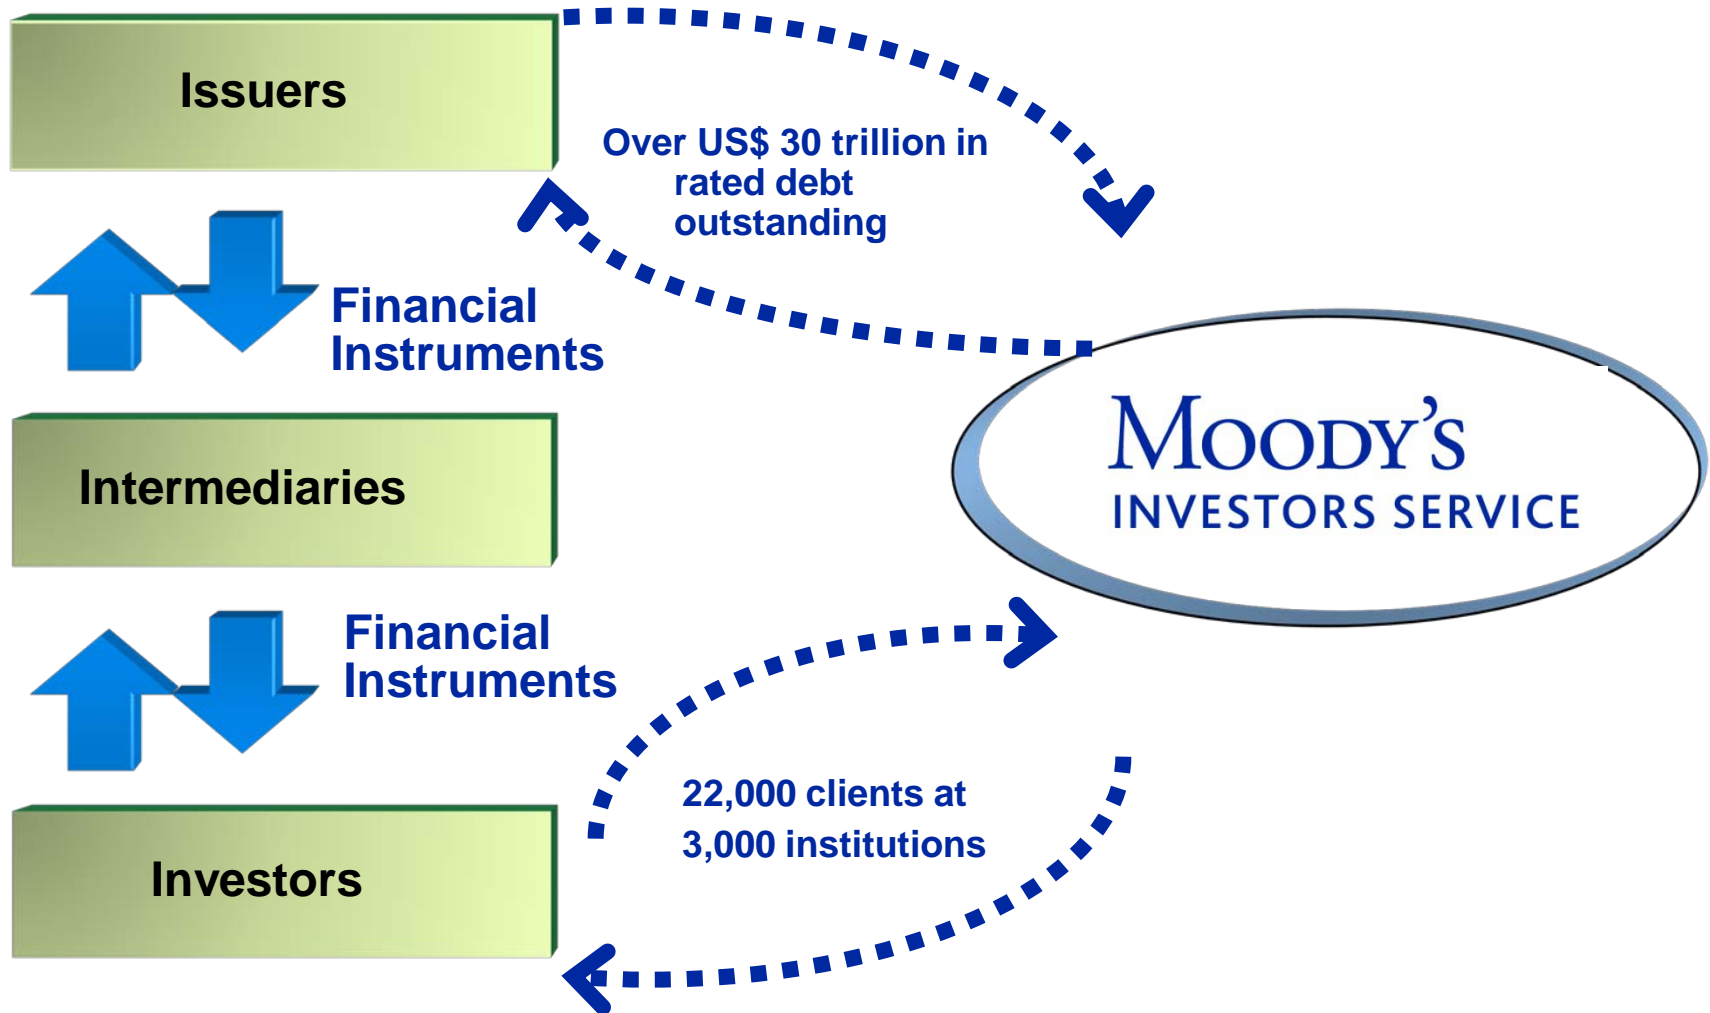 Issuers
Over US$ 30 trillion in
rated debt
outstanding
Financial
Instruments
Intermediaries
MOODY'S
INVESTORS SERVICE
Financial
Instruments
22,000 clients at
3,000 institutions
Investors